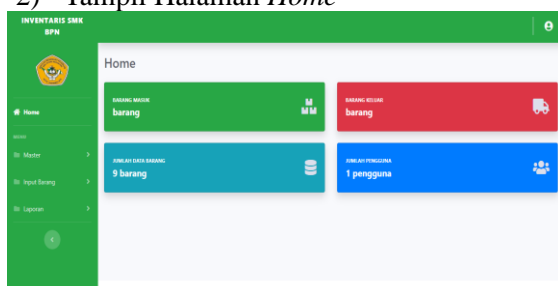 2) Tampil Halaman Home
INVENTARIS SMK
BPN
Home
Home
BARANG MASUK
barang
BARANG KELUAR
barang
Master
Input Barang
Laporan
JUMLAH DATA BARANG
9 barang
JUMLAH PENGGUNA
1 pengguna